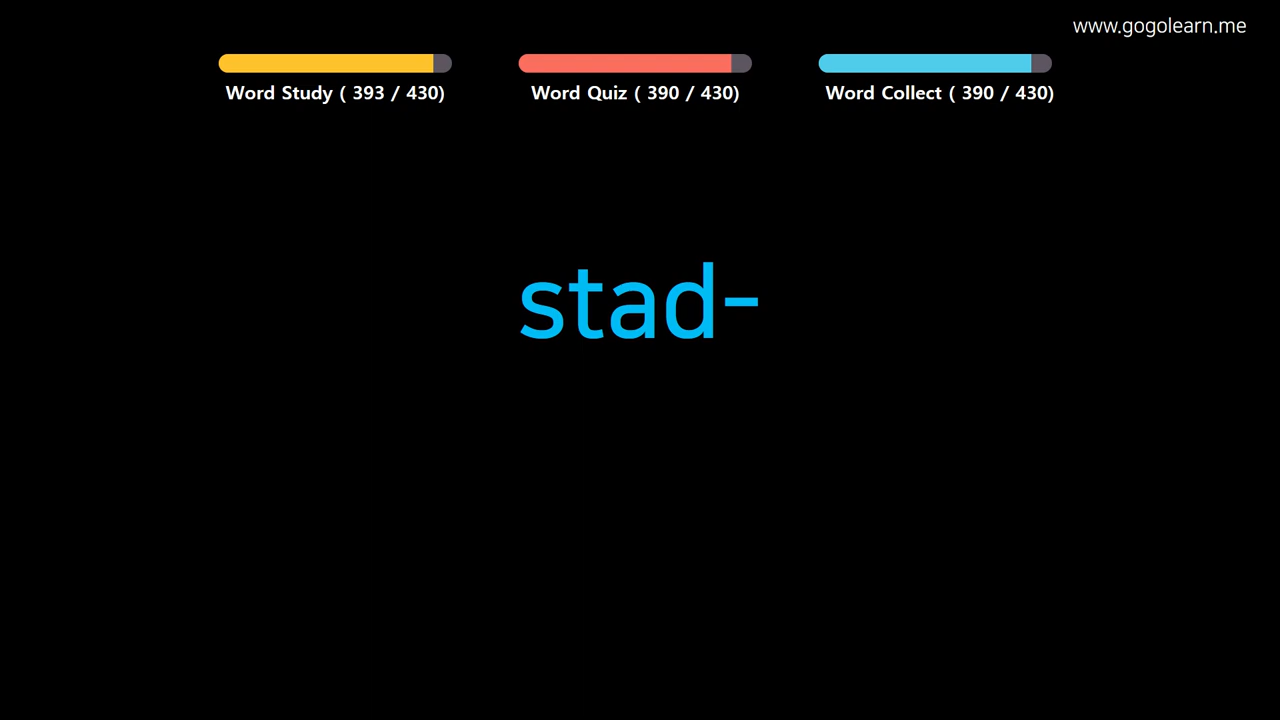 www.gogolearn.me
Word Study ( 393 / 430)
Word Quiz ( 390 / 430)
Word Collect ( 390 / 430)
stad-